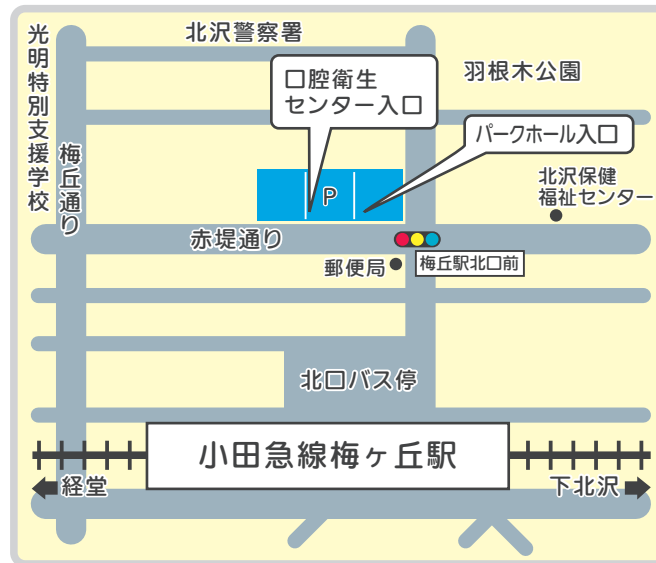 北沢警察署
光明特別支援学校
羽根木公園
口腔衛生
センター入口
パークホール入口
梅丘通り
北沢保健
福祉センター
P
赤堤通り
郵便局
梅丘駅北口前
北口バス停
小田急線梅ヶ丘駅
経堂
下北沢